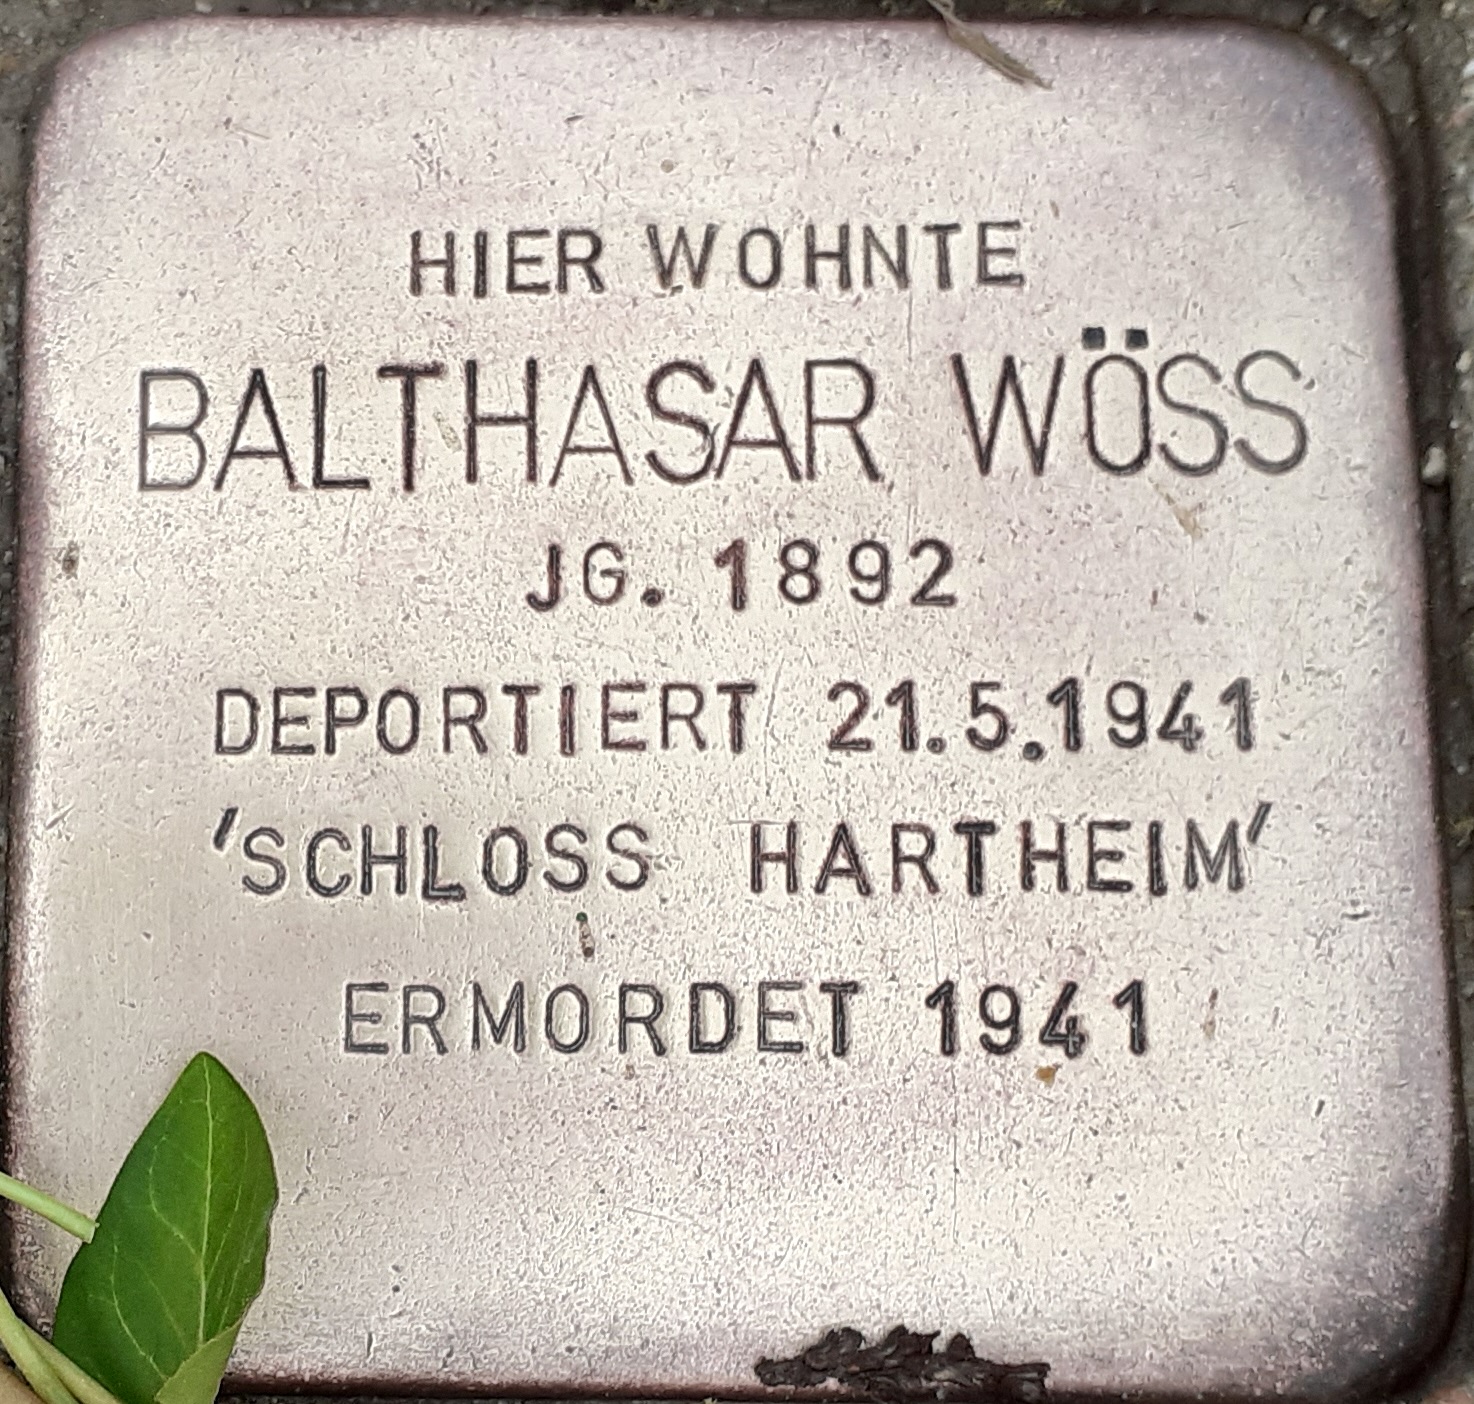 HIER WOHNTE
BALTHASAR WÖSS
JG. 1892
DEPORTIERT 21.5.1941
'SCHLOSS HARTHEIM'
ERMORDET 1941